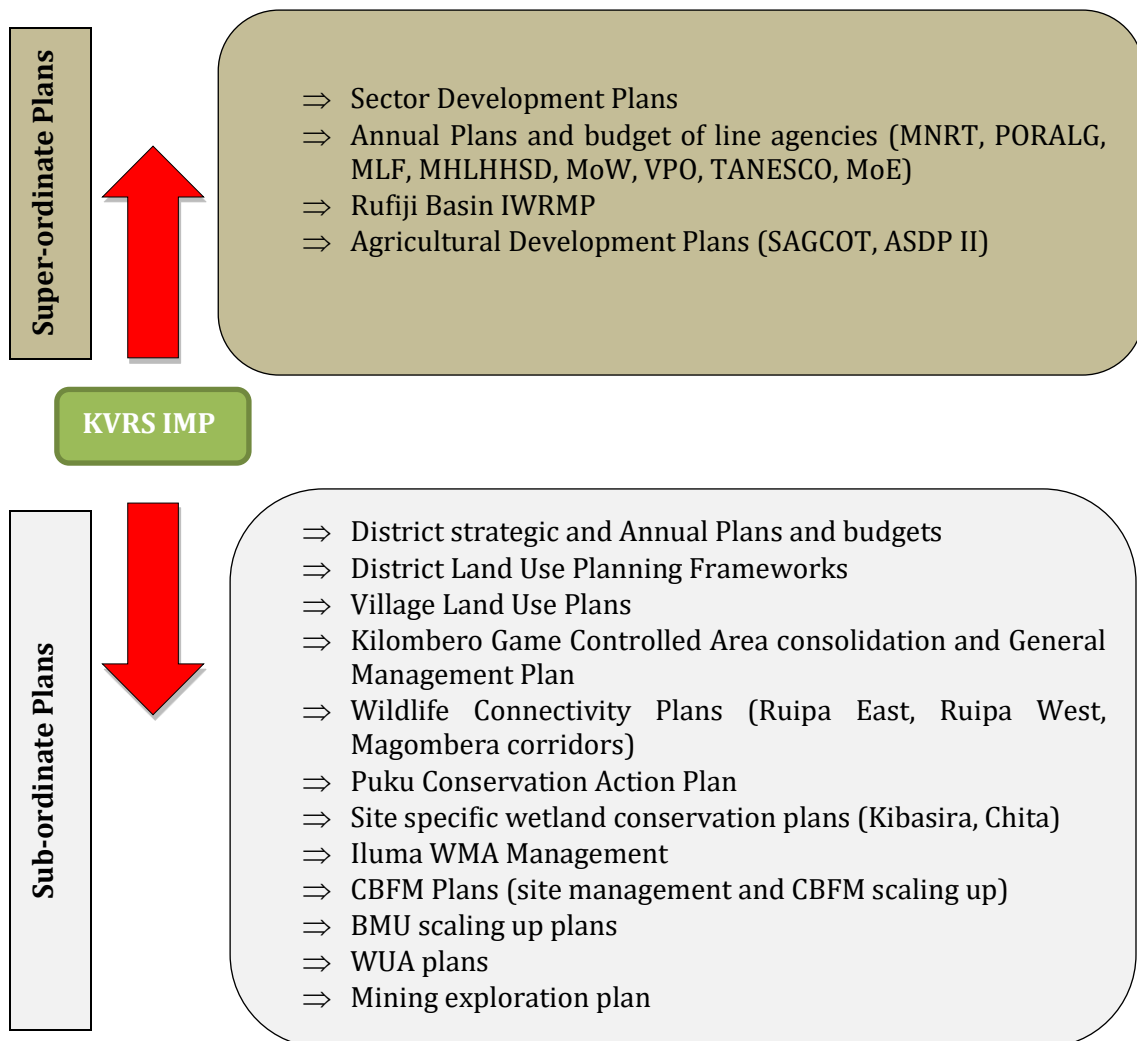 Super-ordinate Plans
⇒ Sector Development Plans
⇒ Annual Plans and budget of line agencies (MNRT, PORALG,
MLF, MHLHHSD, MoW, VPO, TANESCO, MoE)
⇒ Rufiji Basin IWRMP
⇒ Agricultural Development Plans (SAGCOT, ASDP II)
KVRS IMP
Sub-ordinate Plans
⇒ District strategic and Annual Plans and budgets
⇒ District Land Use Planning Frameworks
⇒ Village Land Use Plans
⇒ Kilombero Game Controlled Area consolidation and General
Management Plan
⇒ Wildlife Connectivity Plans (Ruipa East, Ruipa West,
Magombera corridors)
⇒ Puku Conservation Action Plan
⇒ Site specific wetland conservation plans (Kibasira, Chita)
⇒ Iluma WMA Management
⇒ CBFM Plans (site management and CBFM scaling up)
⇒ BMU scaling up plans
⇒ WUA plans
⇒ Mining exploration plan